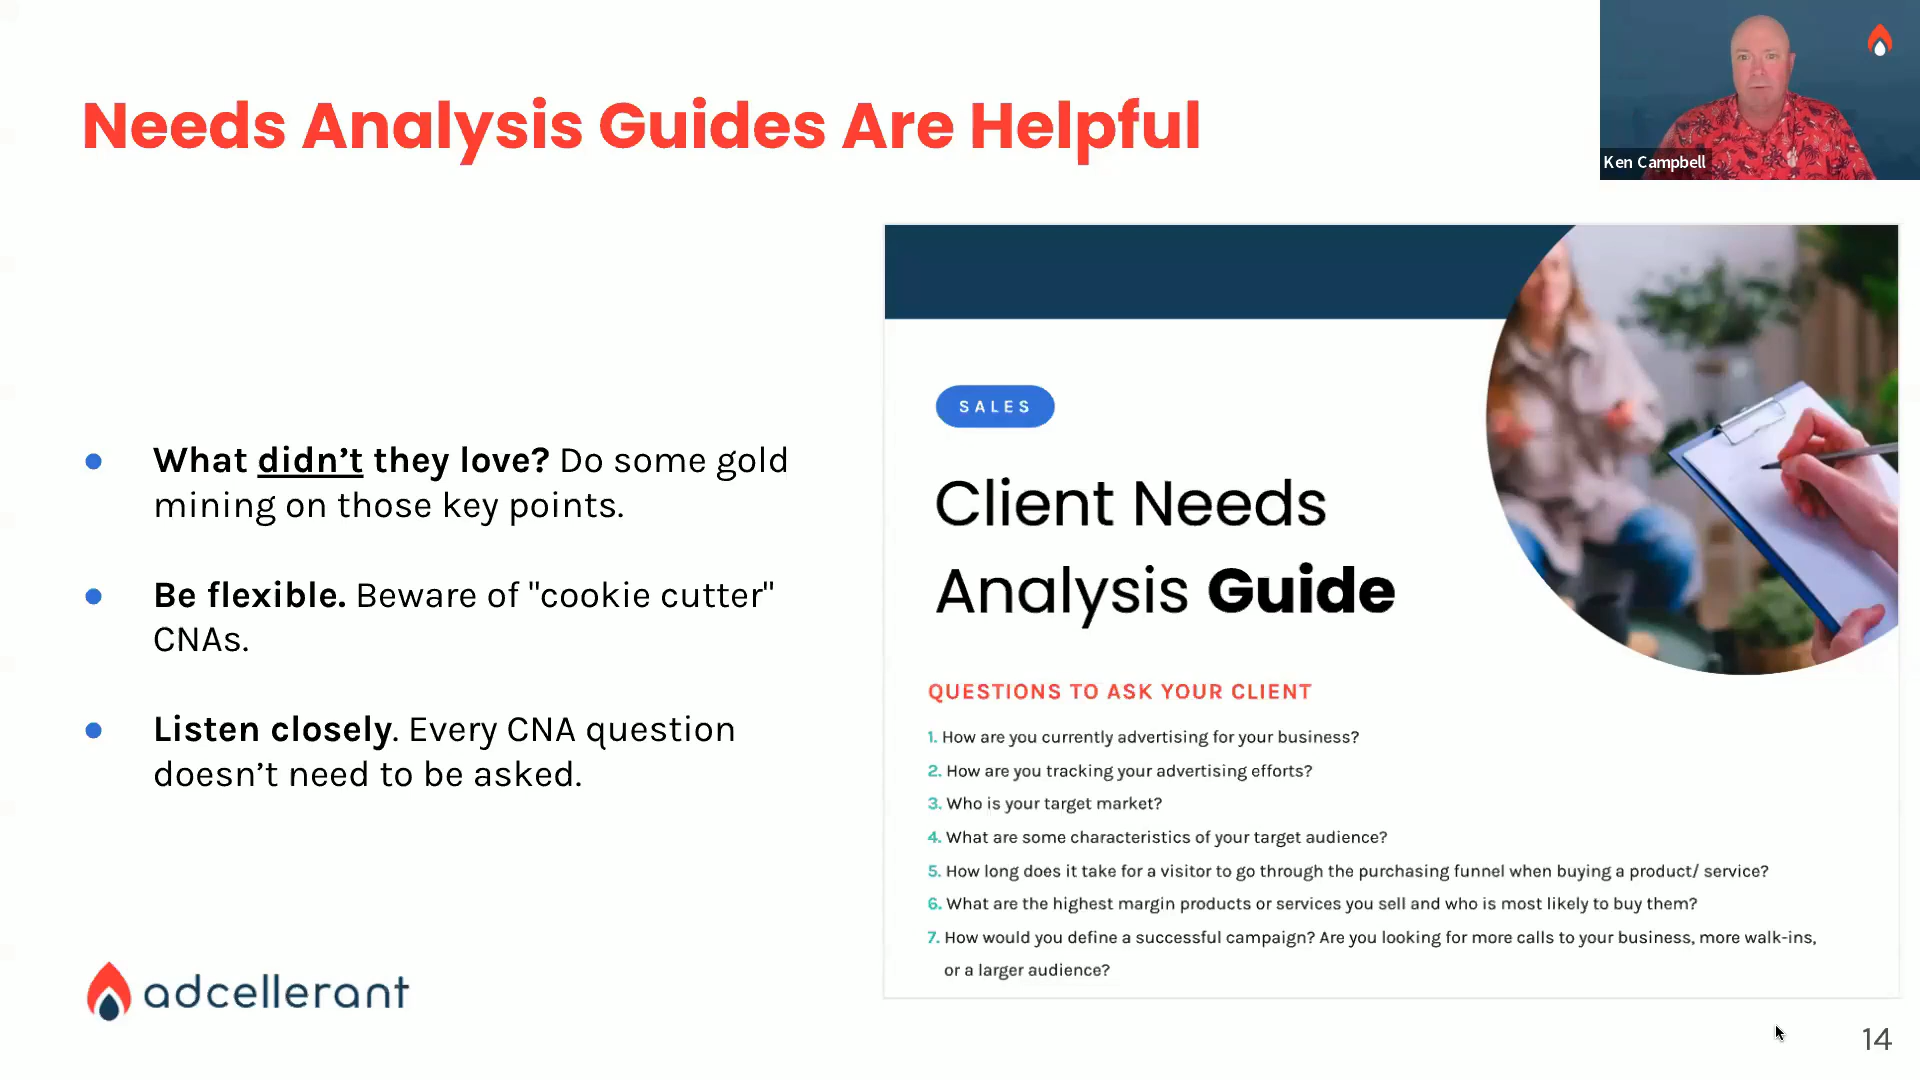 Needs Analysis Guides Are Helpful
Ken Campbell
What didn’t they love? Do some gold
mining on those key points.
Be flexible. Beware of "cookie cutter"
CNAs.
Listen closely. Every CNA question
doesn’t need to be asked.
adcellerant
SALES
Client Needs
Analysis Guide
QUESTIONS TO ASK YOUR CLIENT
1. How are you currently advertising for your business?
2. How are you tracking your advertising efforts?
3. Who is your target market?
4. What are some characteristics of your target audience?
5. How long does it take for a visitor to go through the purchasing funnel when buying a product/ service?
6. What are the highest margin products or services you sell and who is most likely to buy them?
7. How would you define a successful campaign? Are you looking for more calls to your business, more walk-ins,
or a larger audience?
14